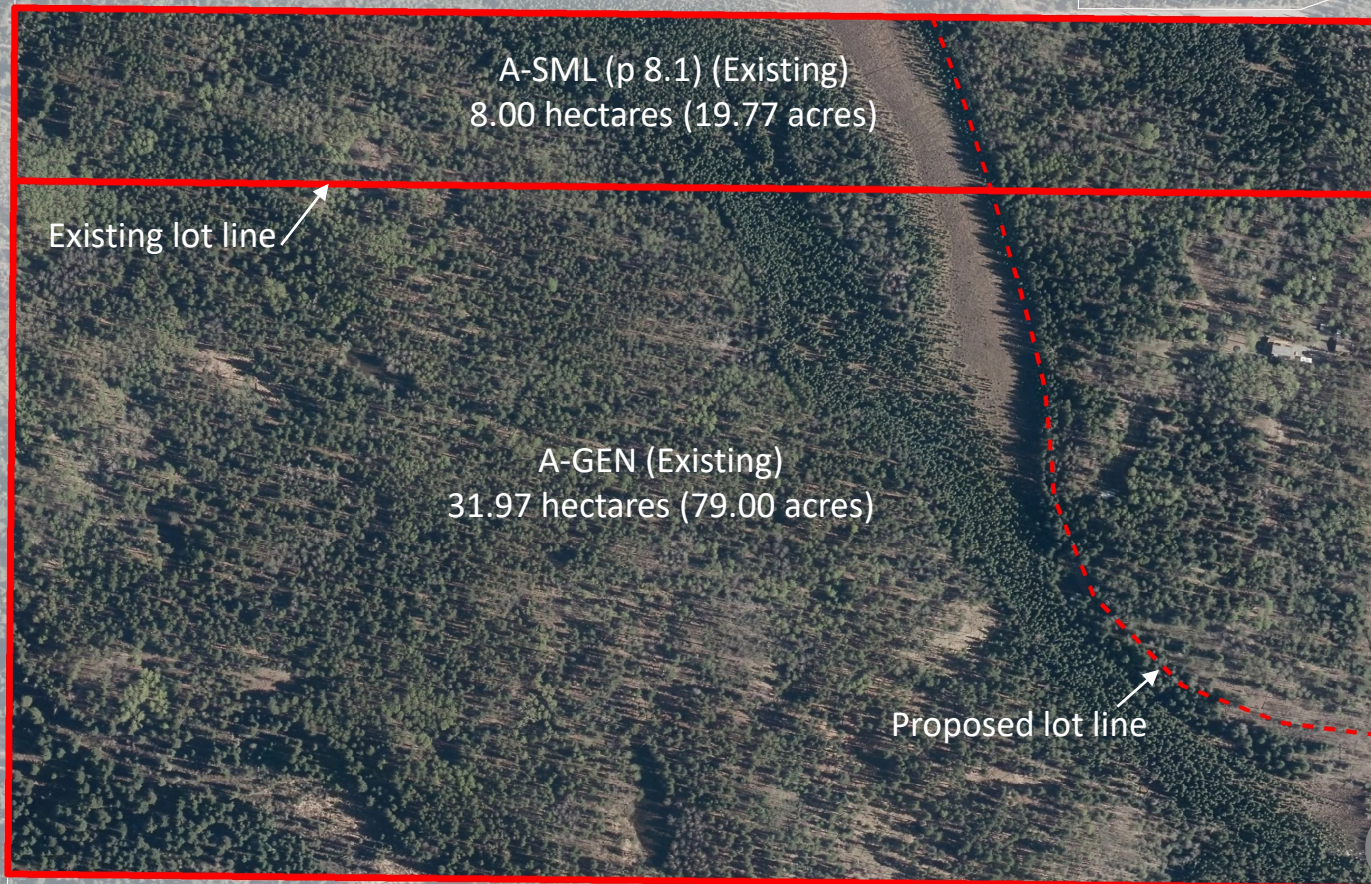 A-SML (p 8.1) (Existing)
8.00 hectares (19.77 acres)
Existing lot line
A-GEN (Existing)
31.97 hectares (79.00 acres)
Proposed lot line